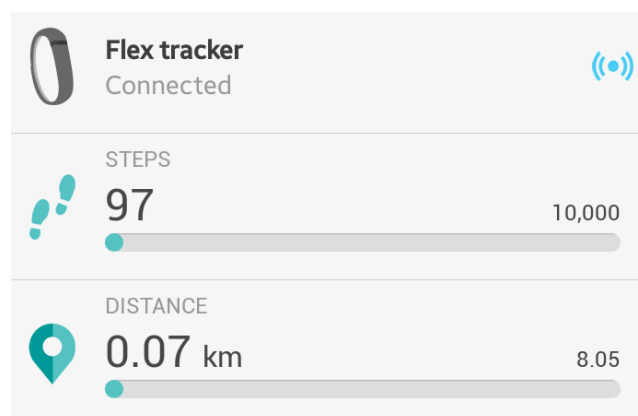 Flex tracker
Connected
STEPS
97
10,000
DISTANCE
0.07 km
8.05